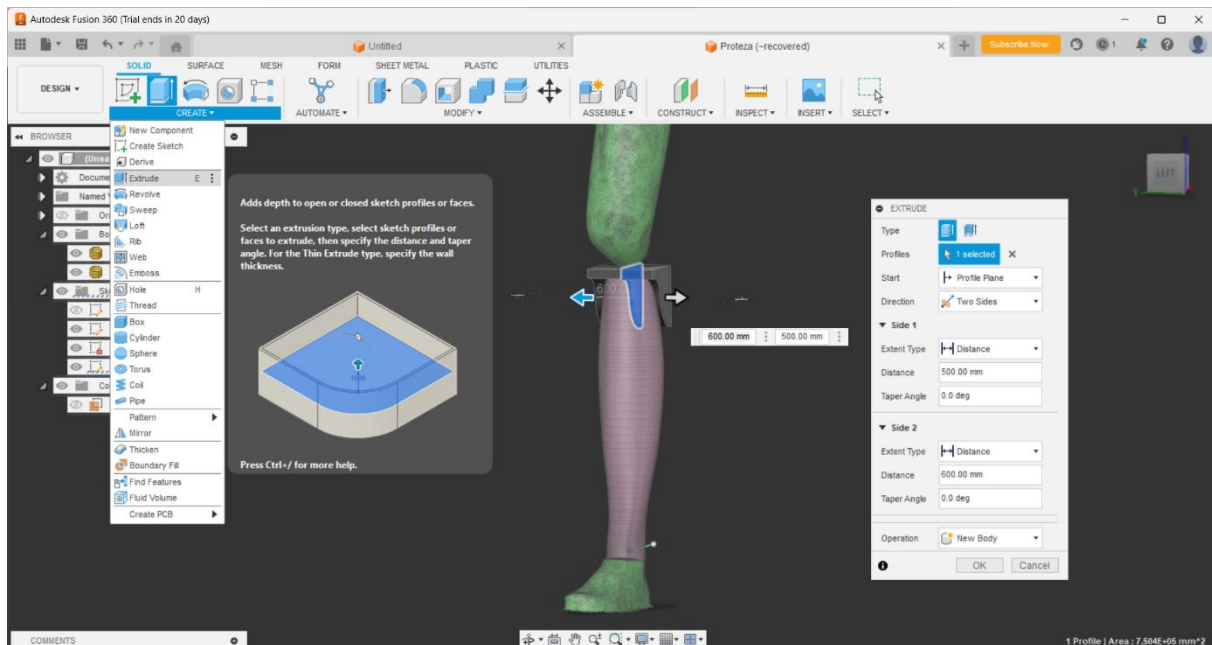 Autodesk Fusion 360 (Trial ends in 20 days)
Untitled
Proteza (~recovered)
Subscribe Now
1
DESIGN
SOLID SURFACE MESH FORM SHEET METAL PLASTIC UTILITIES
CREATE AUTOMATE MODIFY ASSEMBLE CONSTRUCT INSPECT INSERT SELECT
BROWSER
(Unsa
Docume
Named V
Ori
Bo
Sk
Co
New Component
Create Sketch
Derive
Extrude E
Revolve
Sweep
Loft
Rib
Web
Emboss
Hole H
Thread
Box
Cylinder
Sphere
Torus
Coil
Pipe
Pattern
Mirror
Thicken
Boundary Fill
Find Features
Fluid Volume
Create PCB
Adds depth to open or closed sketch profiles or faces.
Select an extrusion type, select sketch profiles or
faces to extrude, then specify the distance and taper
angle. For the Thin Extrude type, specify the wall
thickness.
Press Ctrl+/ for more help.
600.00 mm 500.00 mm
LEFT
EXTRUDE
Type
Profiles 1 selected
Start Profile Plane
Direction Two Sides
Side 1
Extent Type Distance
Distance 500.00 mm
Taper Angle 0.0 deg
Side 2
Extent Type Distance
Distance 600.00 mm
Taper Angle 0.0 deg
Operation New Body
OK Cancel
COMMENTS
1 Profile | Area : 7.504E+05 mm^2